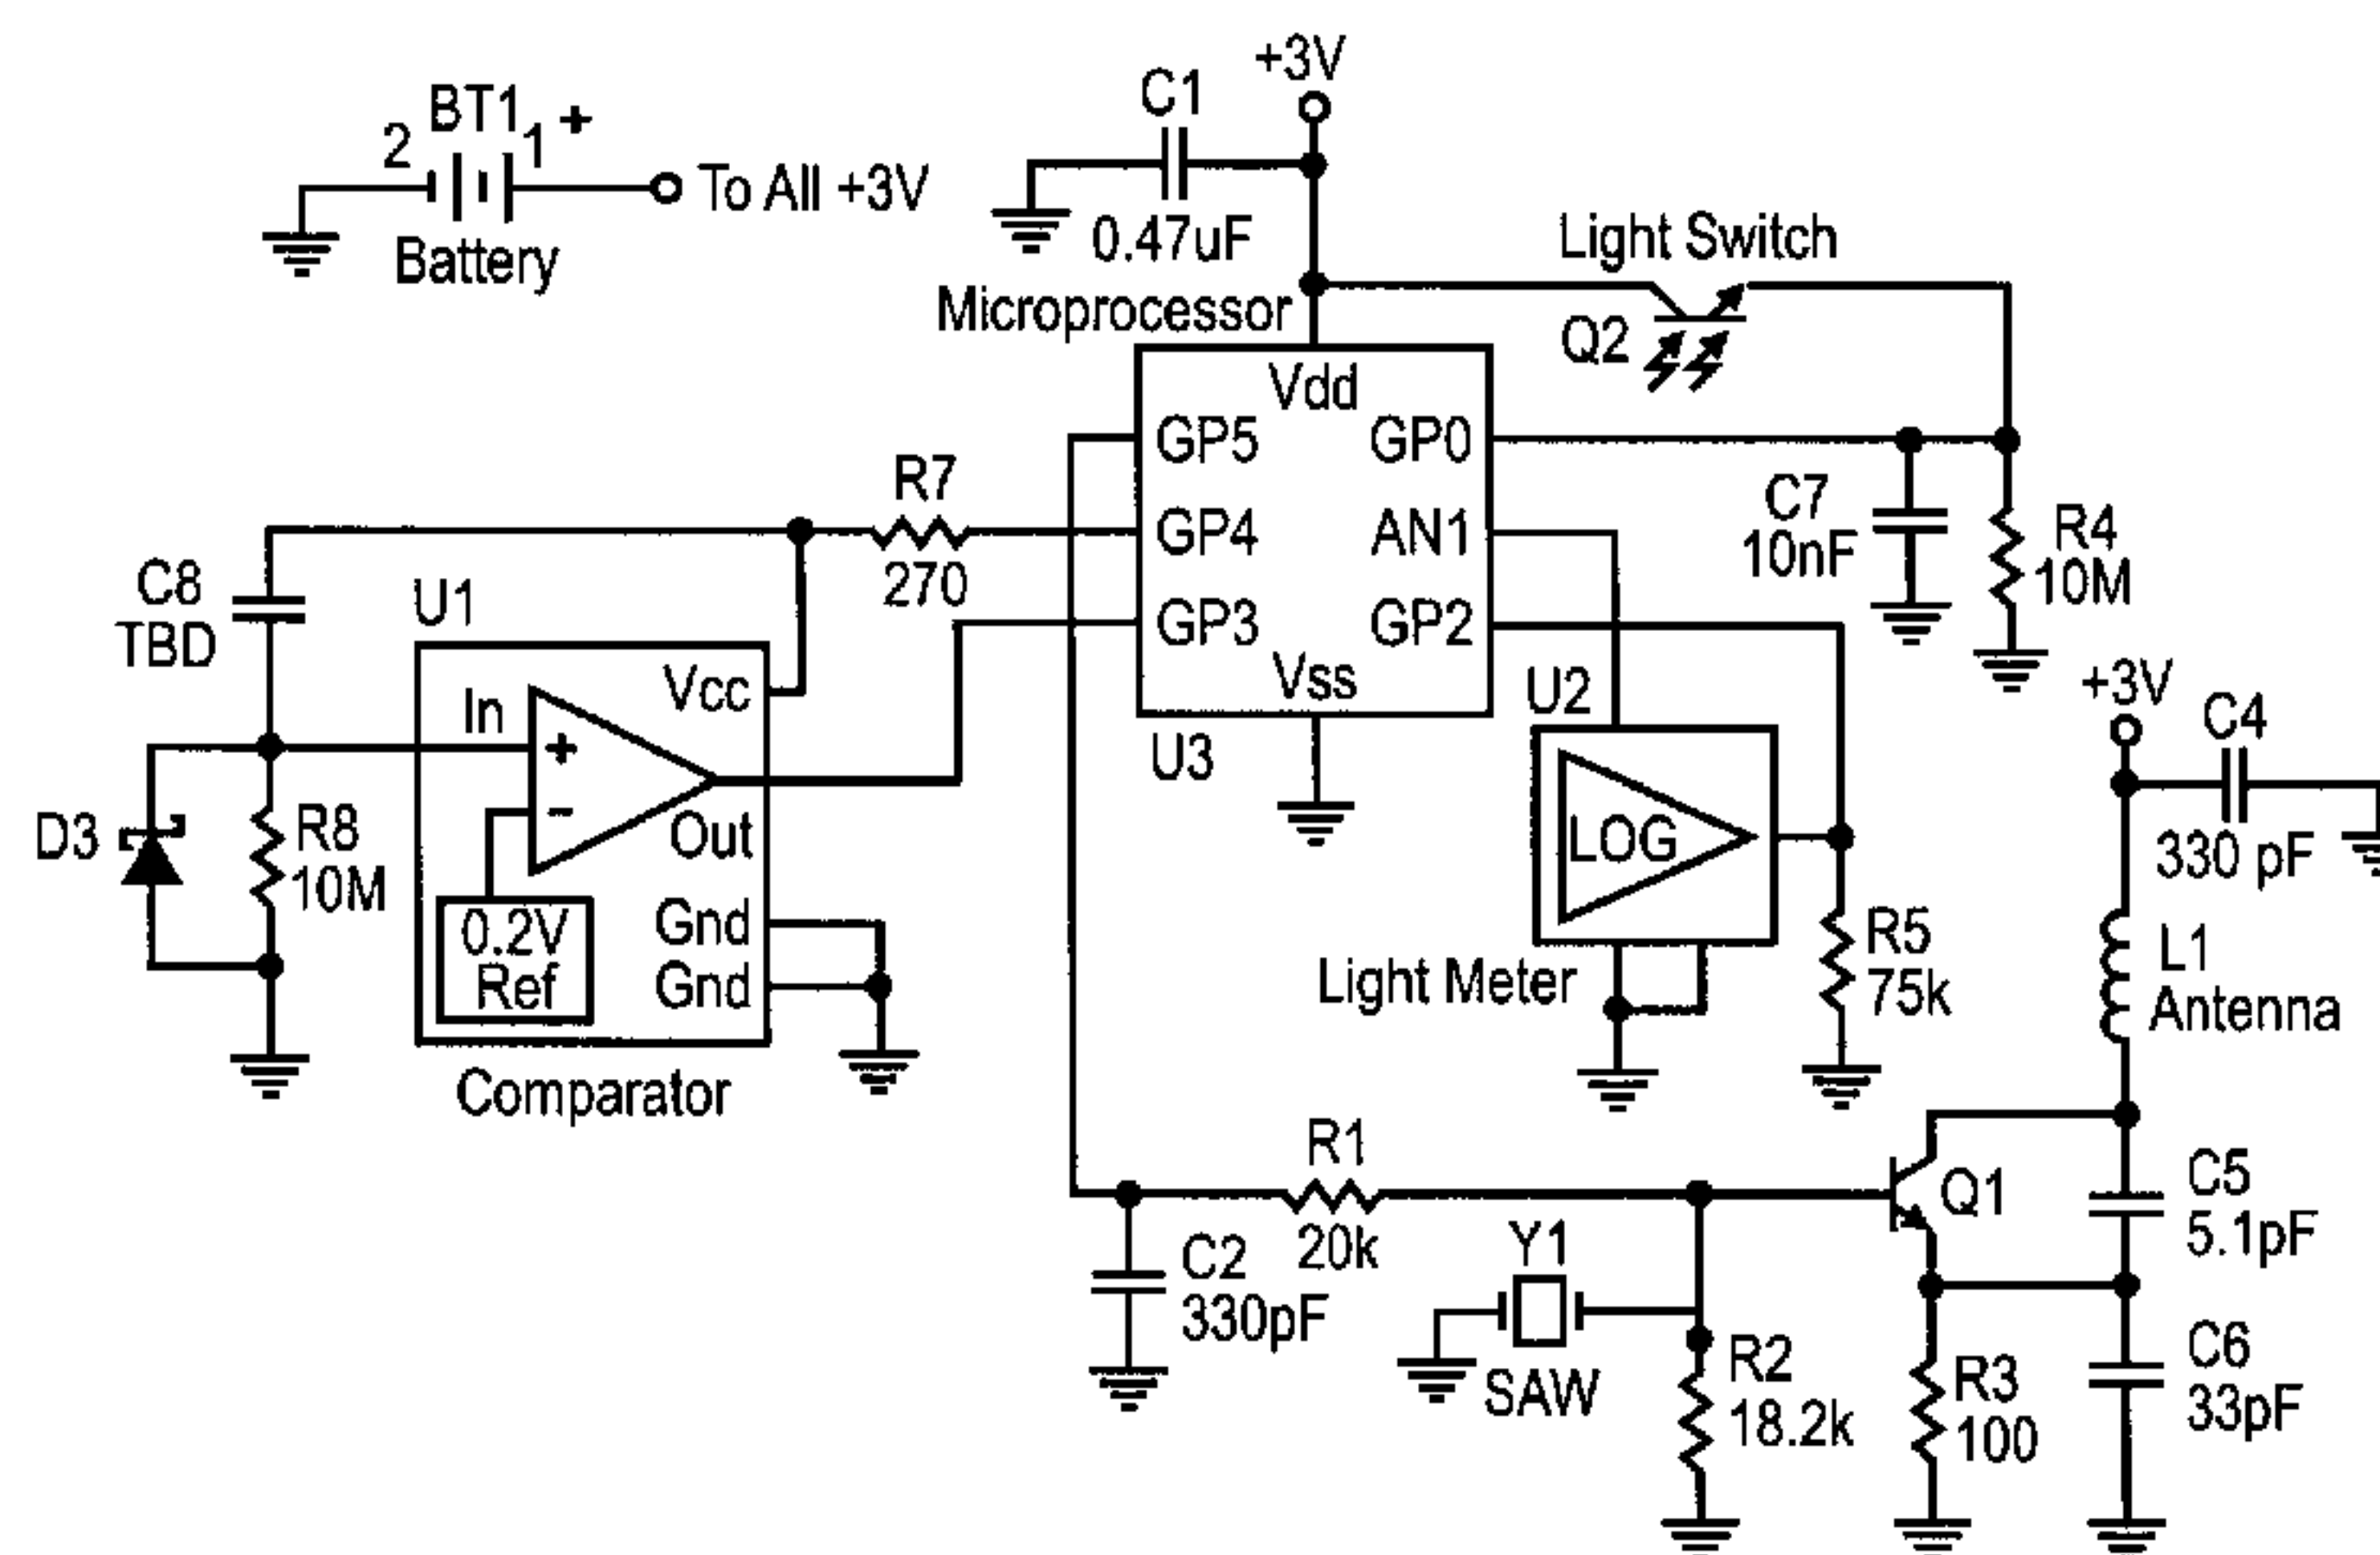 BT1
2
1
+
To All +3V
Battery
+3V
C1
0.47uF
Microprocessor
Light Switch
Q2
Vdd
GP5
GP0
GP4
AN1
GP3
GP2
Vss
U3
R7
270
C7
10nF
R4
10M
C8
TBD
U1
Vcc
In
+
-
Out
0.2V
Ref
Gnd
Gnd
Comparator
D3
R8
10M
U2
LOG
Light Meter
R5
75k
+3V
C4
330 pF
L1
Antenna
R1
20k
C2
330pF
Y1
SAW
R2
18.2k
Q1
R3
100
C5
5.1pF
C6
33pF